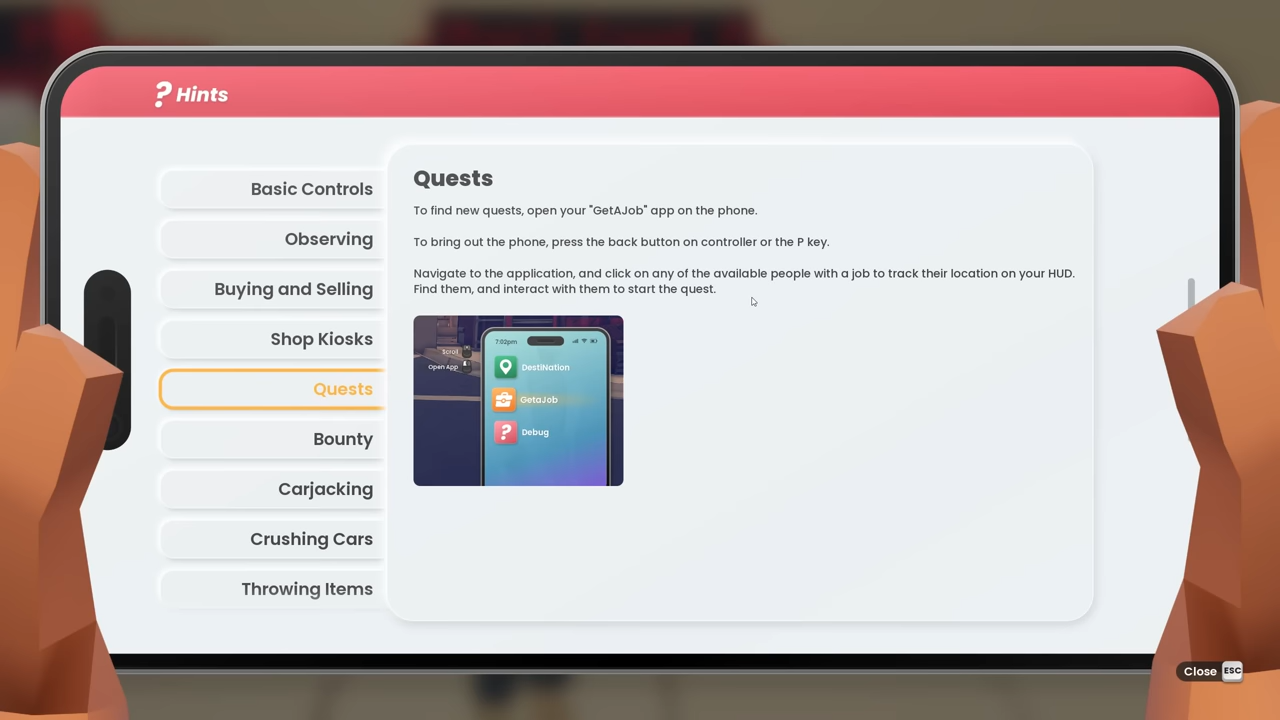 ? Hints
Basic Controls
Observing
Buying and Selling
Shop Kiosks
Quests
Bounty
Carjacking
Crushing Cars
Throwing Items
Quests
To find new quests, open your "GetAJob" app on the phone.
To bring out the phone, press the back button on controller or the P key.
Navigate to the application, and click on any of the available people with a job to track their location on your HUD.
Find them, and interact with them to start the quest.
Scroll
Open App
7:02pm
DestiNation
GetaJob
? Debug
Close ESC